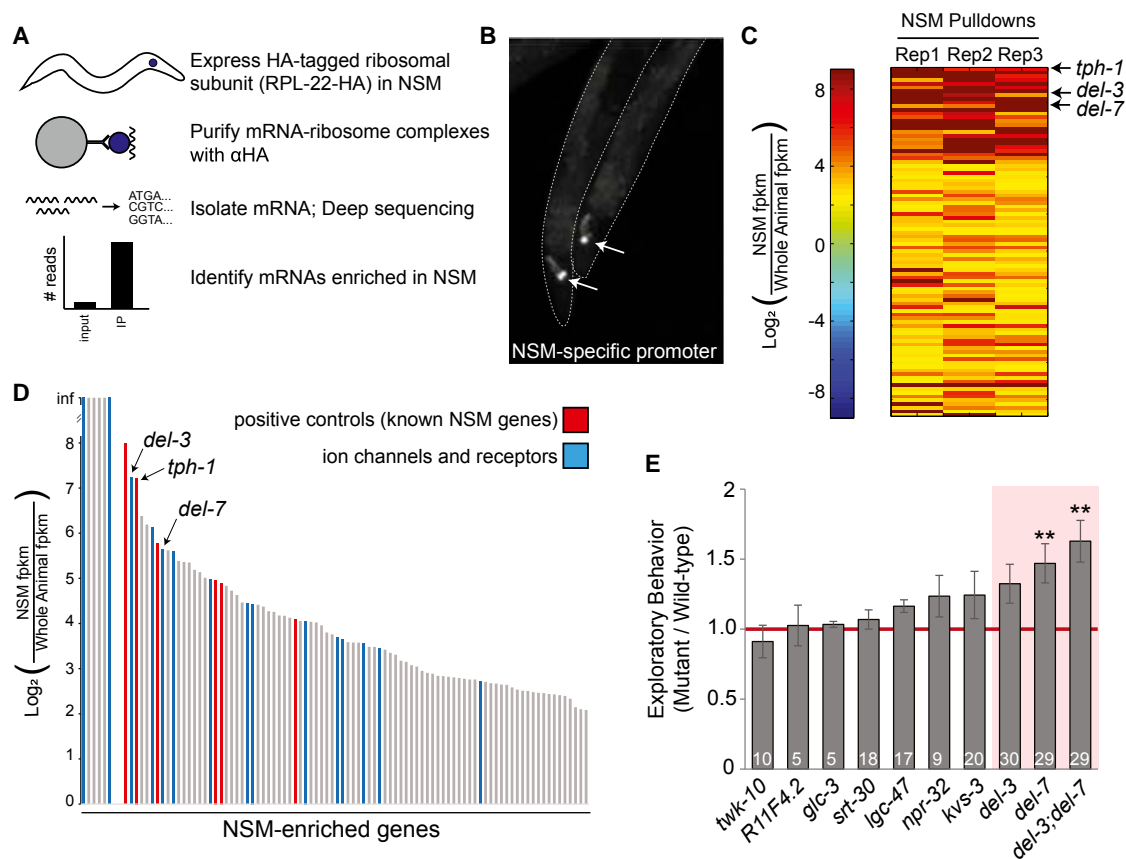 A
Express HA-tagged ribosomal
subunit (RPL-22-HA) in NSM
Purify mRNA-ribosome complexes
with αHA
ATGA...
CGTC...
GGTA...
Isolate mRNA; Deep sequencing
# reads
input
IP
Identify mRNAs enriched in NSM
B
NSM-specific promoter
C
NSM Pulldowns
Rep1 Rep2 Rep3
tph-1
del-3
del-7
8
4
0
-4
-8
Log₂ ( NSM fpkm
Whole Animal fpkm )
D
inf
8
7
6
5
4
3
2
1
0
Log₂ ( NSM fpkm
Whole Animal fpkm )
positive controls (known NSM genes)
ion channels and receptors
del-3
tph-1
del-7
NSM-enriched genes
E
Exploratory Behavior
(Mutant / Wild-type)
2
1.5
1.0
0.5
0
** **
10 5 5 18 17 9 20 30 29 29
twk-10
R11F4.2
glc-3
srt-30
lgc-47
npr-32
kvs-3
del-3
del-7
del-3;del-7